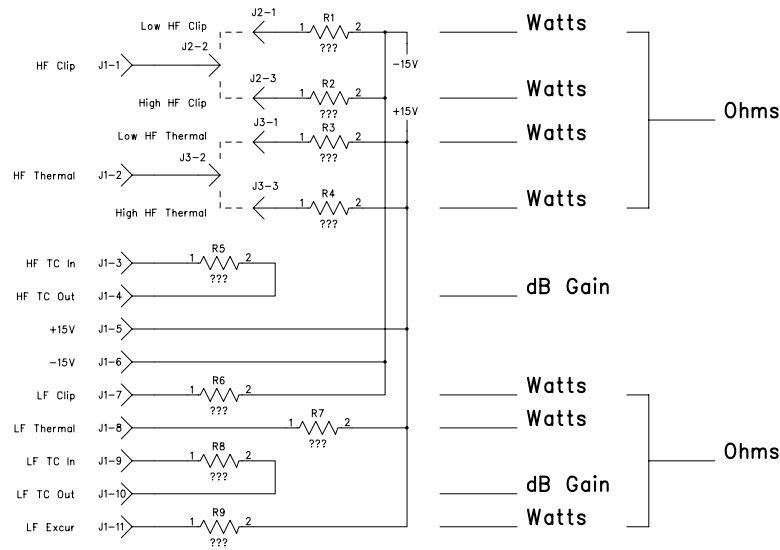 Low HF Clip J2-1 1 R1 2 Watts
???
J2-2 -15V
HF Clip J1-1
J2-3 1 R2 2 Watts
High HF Clip ??? +15V Ohms
Low HF Thermal J3-1 1 R3 2 Watts
???
J3-2
HF Thermal J1-2
J3-3 1 R4 2 Watts
High HF Thermal ???
HF TC In J1-3 1 R5 2
???
HF TC Out J1-4 dB Gain
+15V J1-5
-15V J1-6
LF Clip J1-7 1 R6 2 Watts
???
LF Thermal J1-8 1 R7 2 Watts
???
LF TC In J1-9 1 R8 2 Ohms
???
LF TC Out J1-10 dB Gain
LF Excur J1-11 1 R9 2 Watts
???